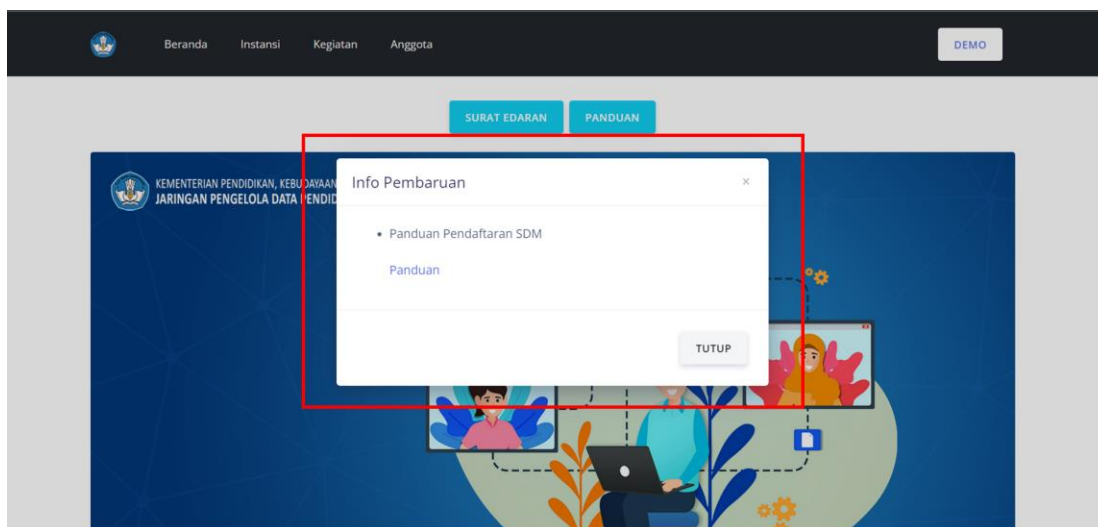 Beranda Instansi Kegiatan Anggota DEMO
SURAT EDARAN PANDUAN
KEMENTERIAN PENDIDIKAN, KEBUDAYAAN
JARINGAN PENGELOLA DATA PENDID
Info Pembaruan ×
• Panduan Pendaftaran SDM
Panduan
TUTUP